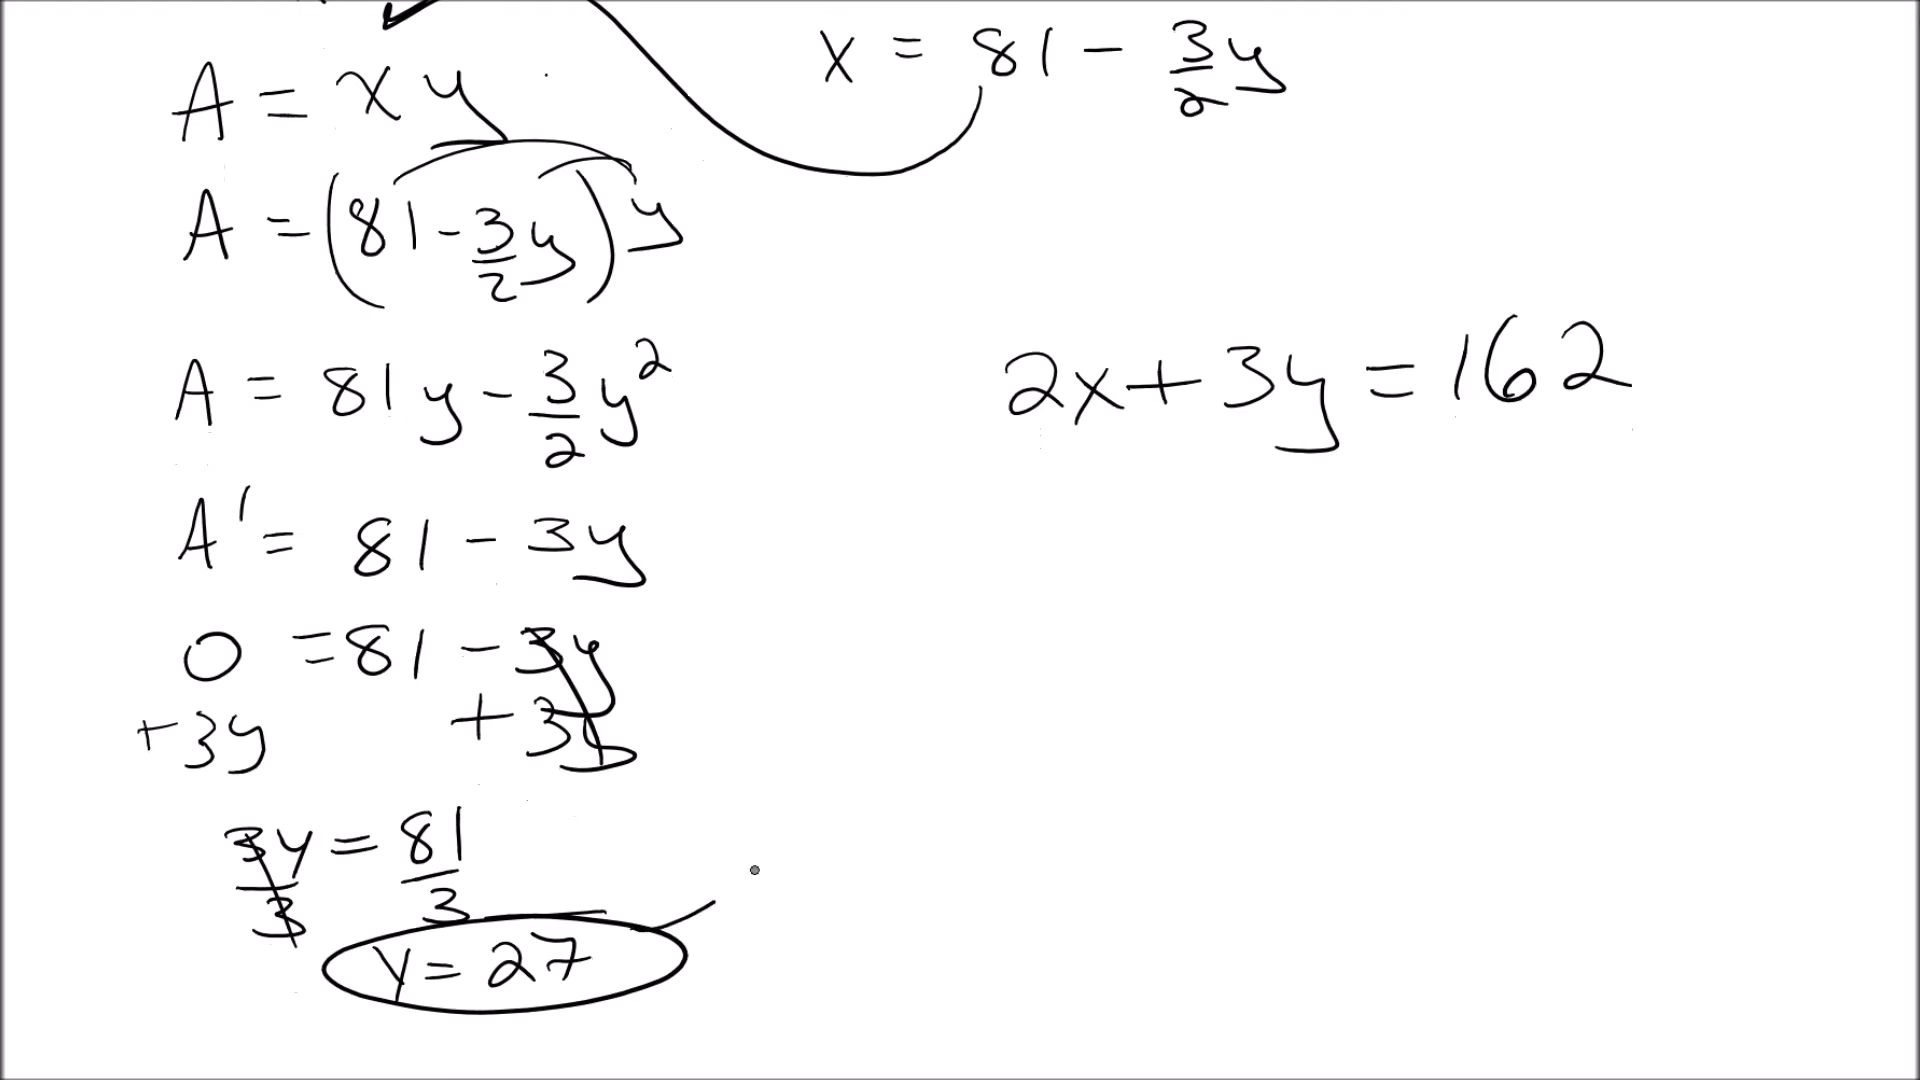 x = 81 - 3/2 y
A = xy
A = (81 - 3/2 y) y
A = 81y - 3/2 y²
2x + 3y = 162
A' = 81 - 3y
0 = 81 - 3y
+3y +3y
3y/3 = 81/3
y = 27